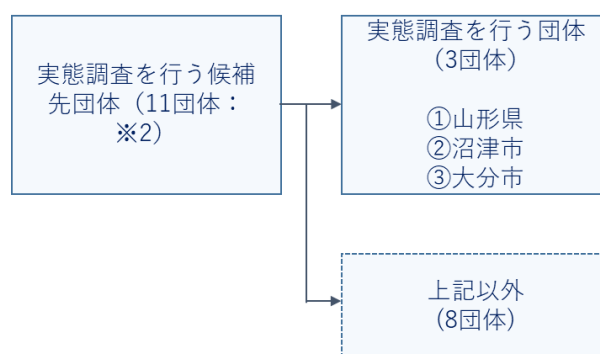 実態調査を行う候補
先団体（11団体：
※2）
実態調査を行う団体
(3団体)
①山形県
②沼津市
③大分市
上記以外
(8団体)